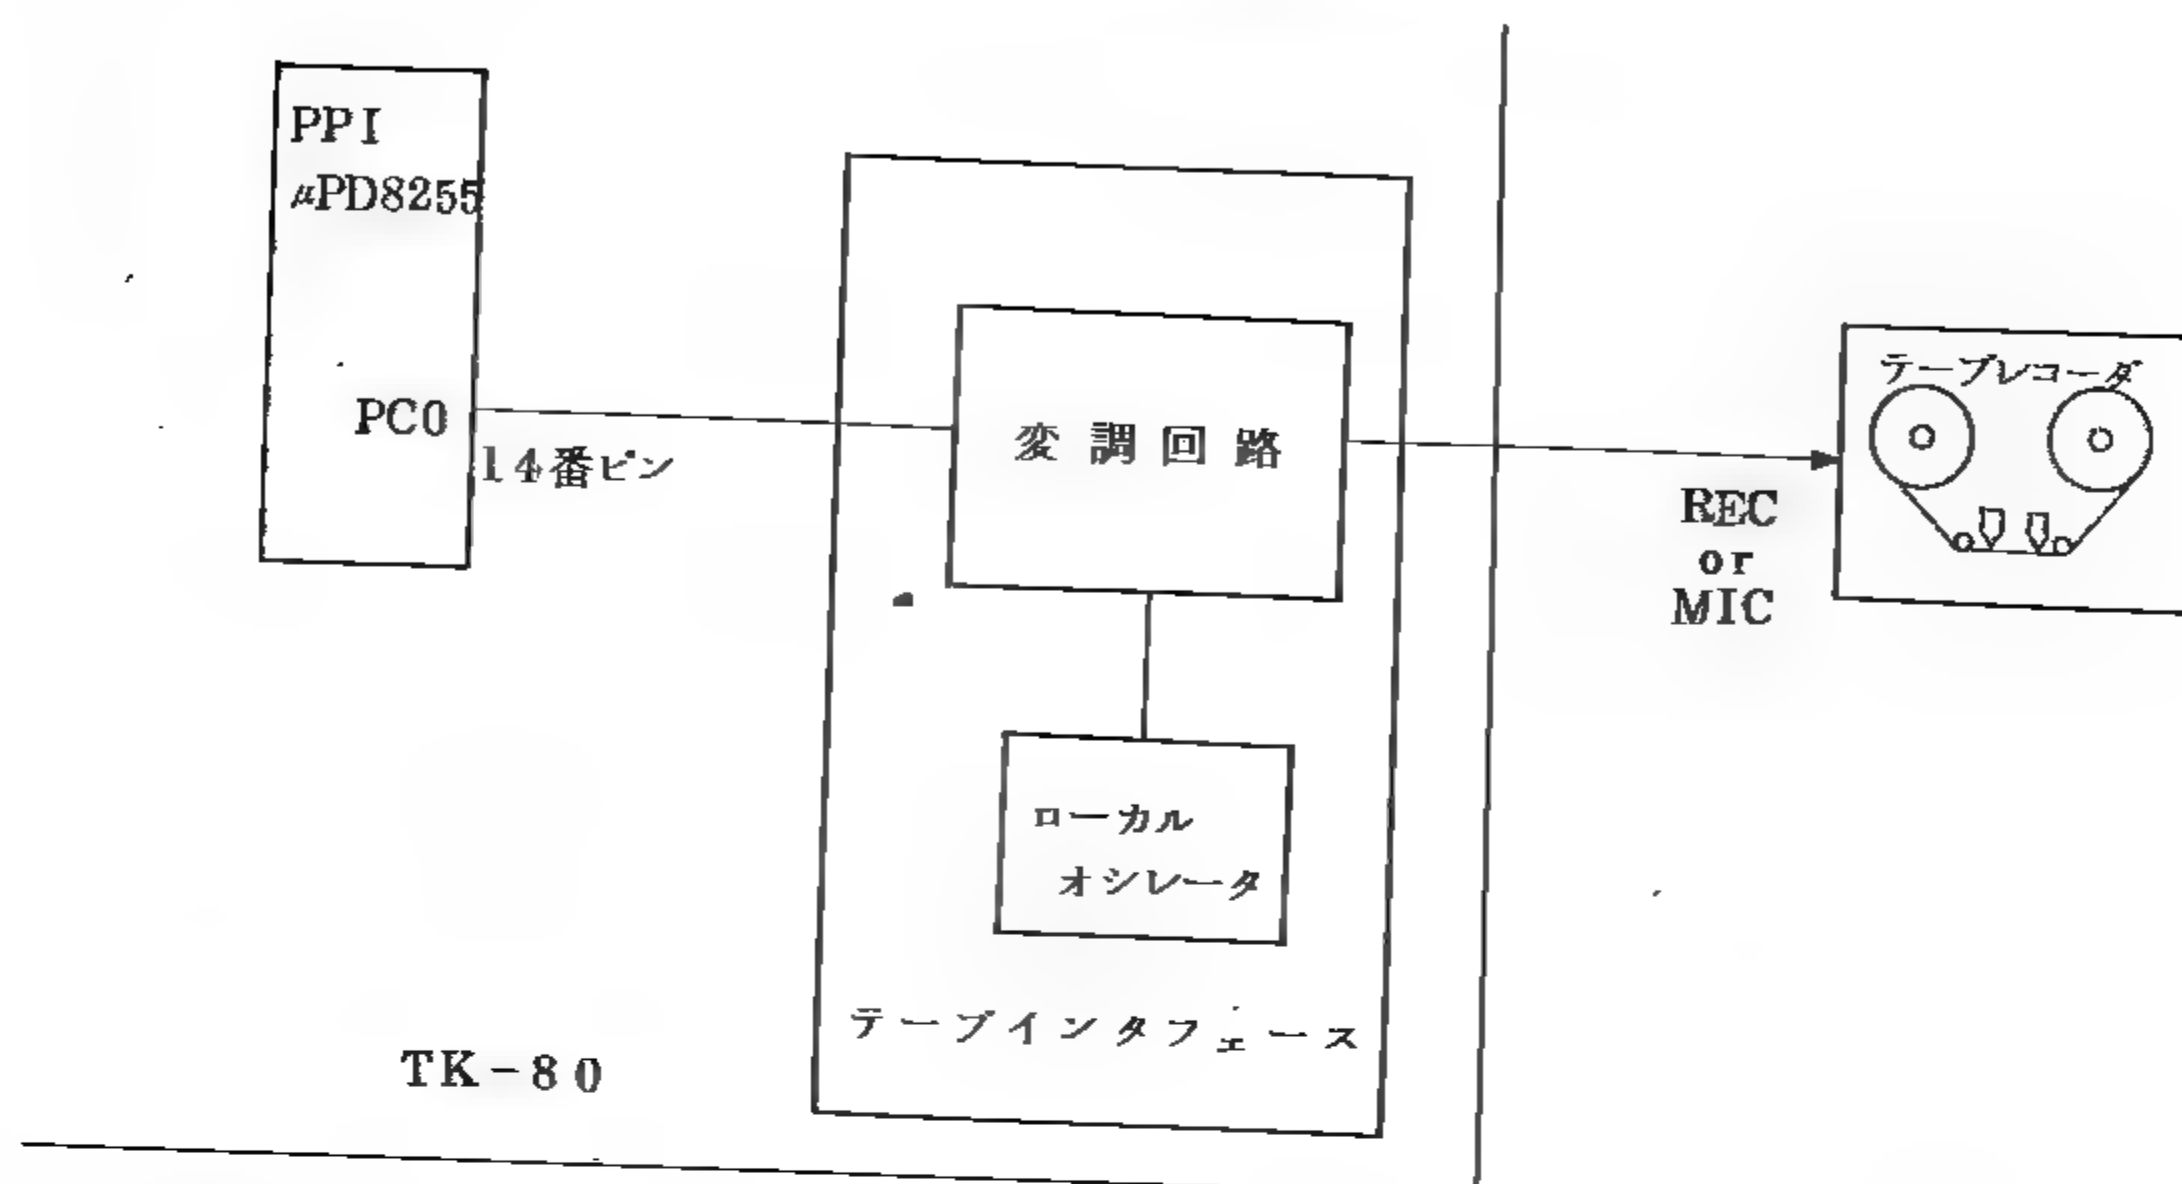 PPI
μPD8255
PC0
14番ピン
変調回路
ローカル
オシレータ
テープインタフェース
TK-80
REC
or
MIC
テープレコーダ